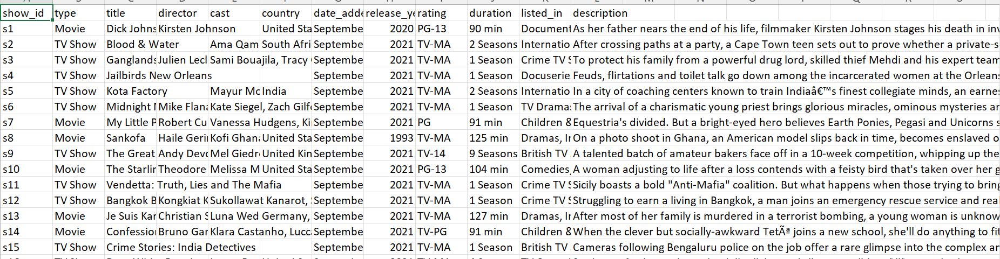 show_id type title director cast country date_adde release_ye rating duration listed_in description
s1 Movie Dick Johns Kirsten Johnson United Sta Septembe 2020 PG-13 90 min Document As her father nears the end of his life, filmmaker Kirsten Johnson stages his death in inv
s2 TV Show Blood & Water Ama Qam South Afri Septembe 2021 TV-MA 2 Seasons Internatio After crossing paths at a party, a Cape Town teen sets out to prove whether a private-s
s3 TV Show Ganglands Julien Lecl Sami Bouajila, Tracy Septembe 2021 TV-MA 1 Season Crime TV S To protect his family from a powerful drug lord, skilled thief Mehdi and his expert team
s4 TV Show Jailbirds New Orleans Septembe 2021 TV-MA 1 Season Docuserie Feuds, flirtations and toilet talk go down among the incarcerated women at the Orleans
s5 TV Show Kota Factory Mayur Mo India Septembe 2021 TV-MA 2 Seasons Internatio In a city of coaching centers known to train Indiaâ€™s finest collegiate minds, an earnes
s6 TV Show Midnight M Mike Flana Kate Siegel, Zach Gilf Septembe 2021 TV-MA 1 Season TV Drama The arrival of a charismatic young priest brings glorious miracles, ominous mysteries an
s7 Movie My Little P Robert Cu Vanessa Hudgens, Ki Septembe 2021 PG 91 min Children & Equestria's divided. But a bright-eyed hero believes Earth Ponies, Pegasi and Unicorns s
s8 Movie Sankofa Haile Geri Kofi Ghana United Sta Septembe 1993 TV-MA 125 min Dramas, In On a photo shoot in Ghana, an American model slips back in time, becomes enslaved o
s9 TV Show The Great Andy Devo Mel Giedr United Kin Septembe 2021 TV-14 9 Seasons British TV A talented batch of amateur bakers face off in a 10-week competition, whipping up the
s10 Movie The Starlin Theodore Melissa M United Sta Septembe 2021 PG-13 104 min Comedies, A woman adjusting to life after a loss contends with a feisty bird that's taken over her g
s11 TV Show Vendetta: Truth, Lies and The Mafia Septembe 2021 TV-MA 1 Season Crime TV S Sicily boasts a bold "Anti-Mafia" coalition. But what happens when those trying to bring
s12 TV Show Bangkok B Kongkiat K Sukollawat Kanarot, S Septembe 2021 TV-MA 1 Season Crime TV S Struggling to earn a living in Bangkok, a man joins an emergency rescue service and real
s13 Movie Je Suis Kar Christian S Luna Wed Germany, Septembe 2021 TV-MA 127 min Dramas, In After most of her family is murdered in a terrorist bombing, a young woman is unknow
s14 Movie Confession Bruno Gar Klara Castanho, Lucca Septembe 2021 TV-PG 91 min Children & When the clever but socially-awkward TetÃª joins a new school, she'll do anything to fit
s15 TV Show Crime Stories: India Detectives Septembe 2021 TV-MA 1 Season British TV Cameras following Bengaluru police on the job offer a rare glimpse into the complex an